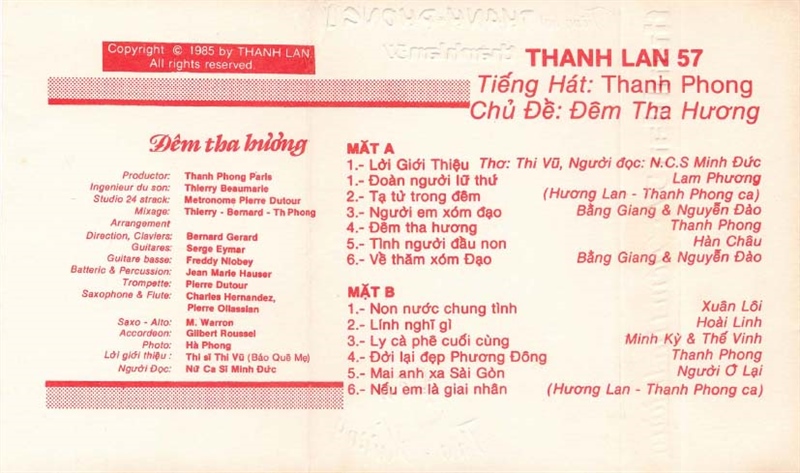 Copyright © 1985 by THANH LAN.
All rights reserved.
THANH LAN 57
Tiếng Hát: Thanh Phong
Chủ Đề: Đêm Tha Hương
Đêm tha hương
Productor: Thanh Phong Paris
Ingenieur du son: Thierry Beaumarie
Studio 24 atrack: Metronome Pierre Dutour
Mixage: Thierry - Bernard - Th Phong
Arrangement
Direction, Claviers: Bernard Gerard
Guitares: Serge Eymar
Guitare basse: Freddy Niobey
Batteric & Percussion: Jean Marie Hauser
Trompette: Pierre Dutour
Saxophone & Flute: Charles Hernandez,
Pierre Ollassian
Saxo - Alto: M. Warron
Accordeon: Gilbert Roussel
Photo: Hà Phong
Lời giới thiệu : Thi sĩ Thi Vũ (Báo Quê Mẹ)
Người Đọc: Nữ Ca Sĩ Minh Đức
MẶT A
1.- Lời Giới Thiệu Thơ: Thi Vũ, Người đọc: N.C.S Minh Đức
1.- Đoàn người lữ thứ Lam Phương
2.- Tạ từ trong đêm (Hương Lan - Thanh Phong ca)
3.- Người em xóm đạo Bằng Giang & Nguyễn Đào
4.- Đêm tha hương Thanh Phong
5.- Tình người đầu non Hàn Châu
6.- Về thăm xóm Đạo Bằng Giang & Nguyễn Đào
MẶT B
1.- Non nước chung tình Xuân Lôi
2.- Lính nghĩ gì Hoài Linh
3.- Ly cà phê cuối cùng Minh Kỳ & Thế Vinh
4.- Đời lại đẹp Phương Đông Thanh Phong
5.- Mai anh xa Sài Gòn Người Ở Lại
6.- Nếu em là giai nhân (Hương Lan - Thanh Phong ca)